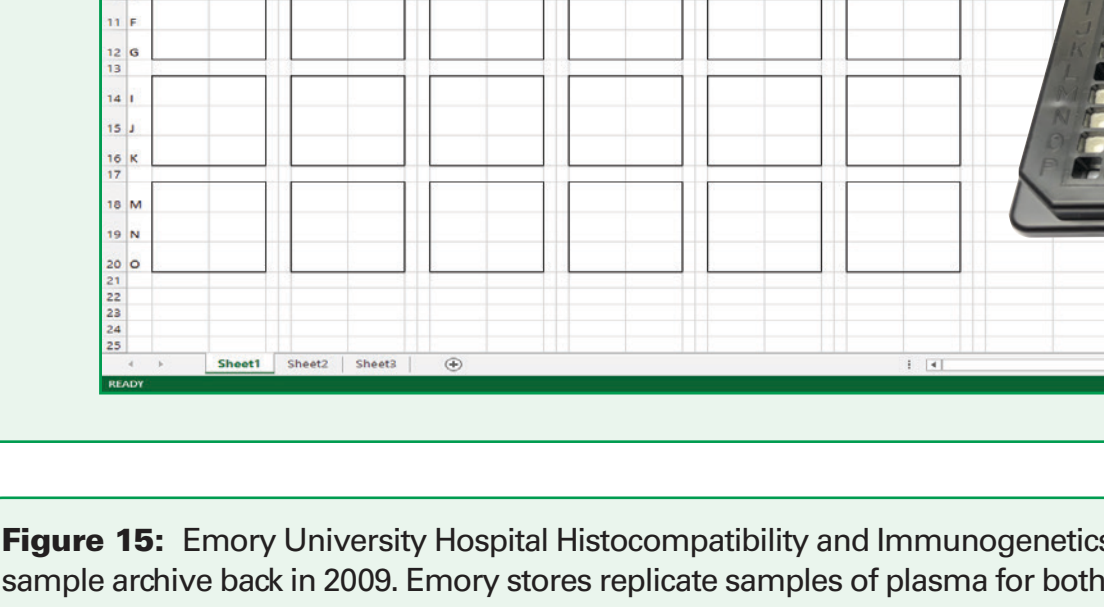 11 F
12 G
13
14 I
15 J
16 K
17
18 M
19 N
20 O
21
22
23
24
25
Sheet1 Sheet2 Sheet3
READY
Figure 15: Emory University Hospital Histocompatibility and Immunogenetics
sample archive back in 2009. Emory stores replicate samples of plasma for both